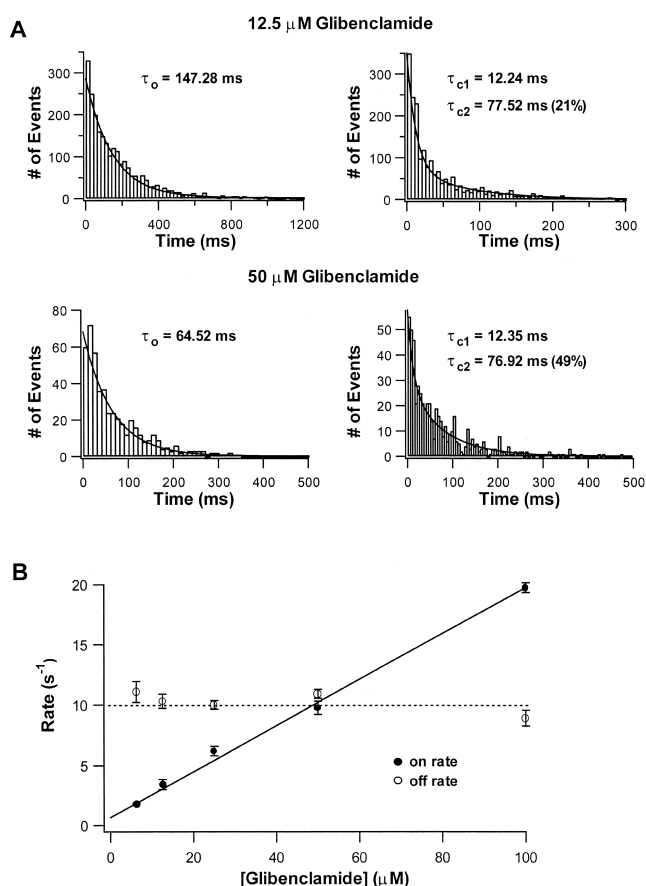 A
12.5 μM Glibenclamide
# of Events
300
200
100
0
τo = 147.28 ms
0 400 800 1200
Time (ms)
# of Events
300
200
100
0
τc1 = 12.24 ms
τc2 = 77.52 ms (21%)
0 100 200 300
Time (ms)
50 μM Glibenclamide
# of Events
80
60
40
20
0
τo = 64.52 ms
0 100 200 300 400 500
Time (ms)
# of Events
50
40
30
20
10
0
τc1 = 12.35 ms
τc2 = 76.92 ms (49%)
0 100 200 300 400 500
Time (ms)
B
Rate (s-1)
20
15
10
5
0
on rate
off rate
0 20 40 60 80 100
[Glibenclamide] (μM)